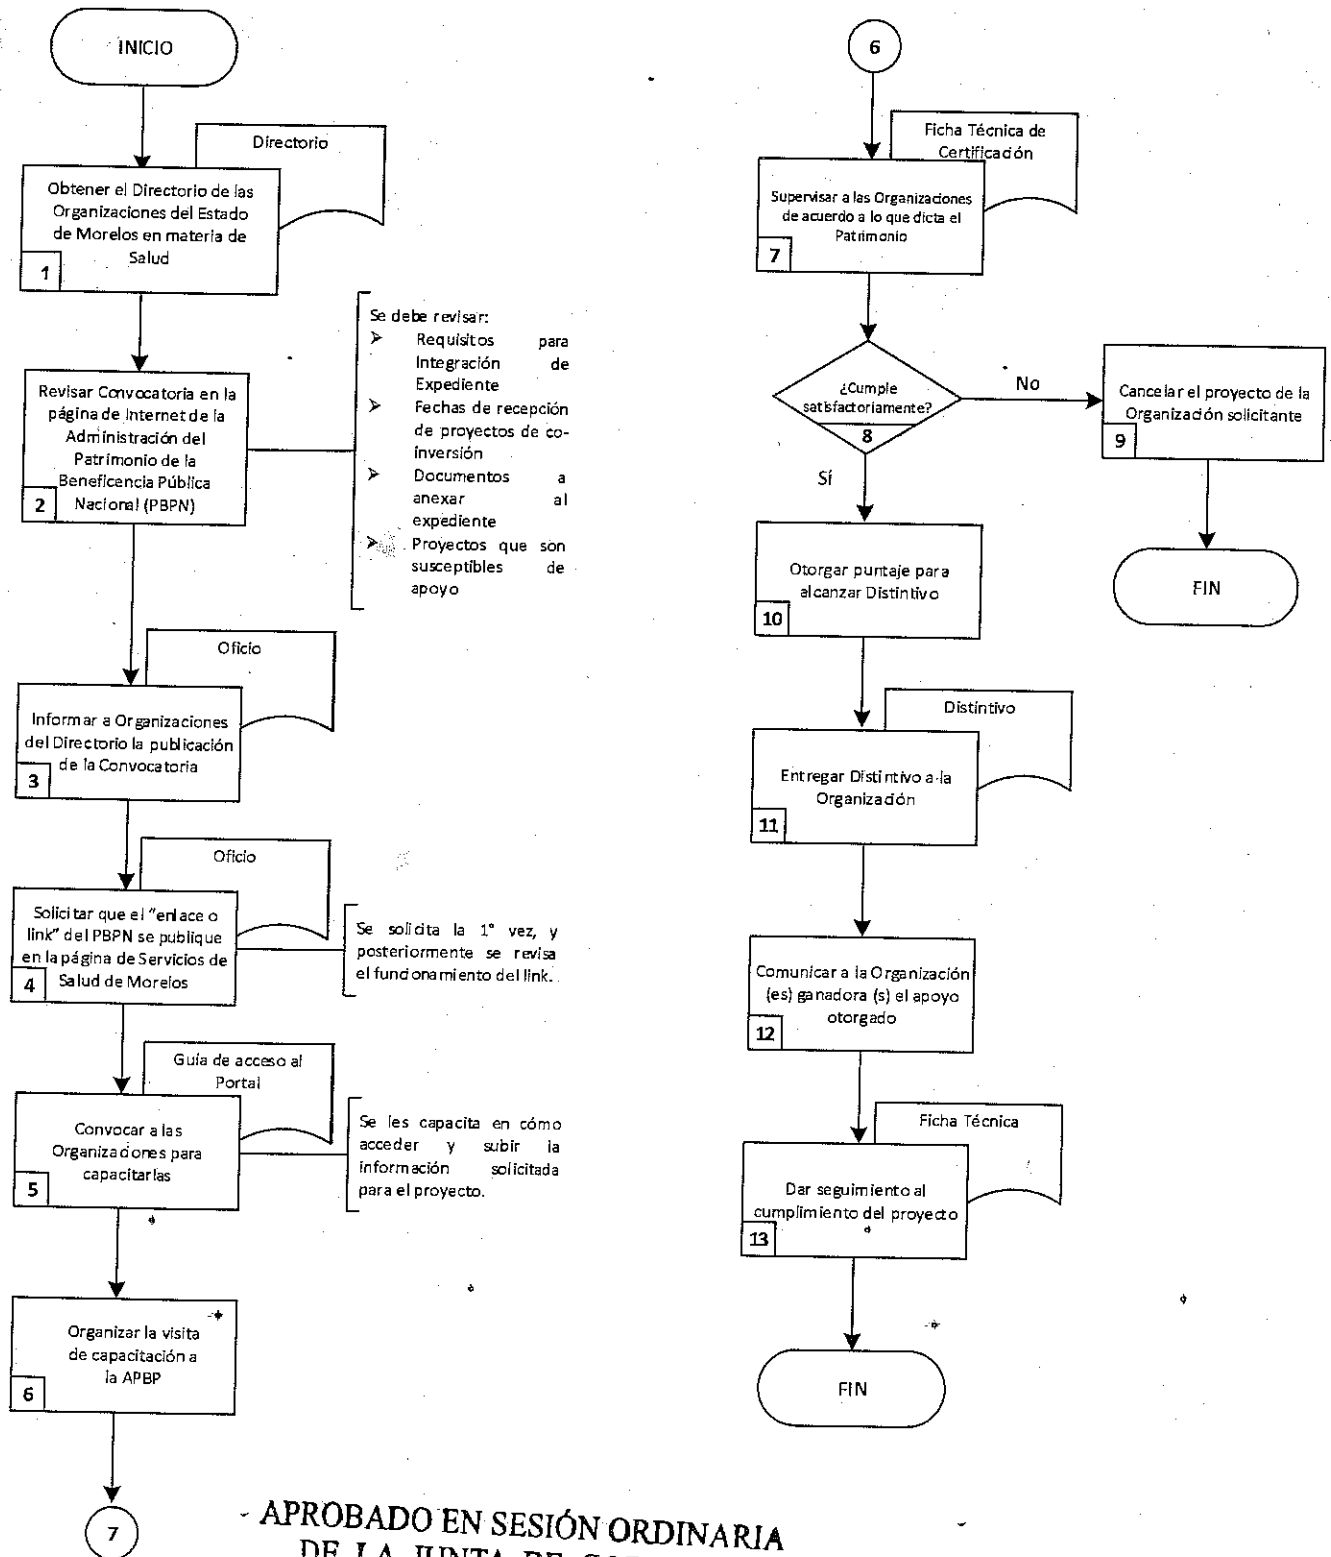 INICIO
Directorio
Obtener el Directorio de las
Organizaciones del Estado
de Morelos en materia de
Salud
1
Revisar Convocatoria en la
página de Internet de la
Administración del
Patrimonio de la
Beneficencia Pública
Nacional (PBPN)
2
Se debe revisar:
➢ Requisitos para
Integración de
Expediente
➢ Fechas de recepción
de proyectos de co-
inversión
➢ Documentos a
anexar al
expediente
➢ Proyectos que son
susceptibles de
apoyo
Oficio
Informar a Organizaciones
del Directorio la publicación
de la Convocatoria
3
Oficio
Solicitar que el "enlace o
link" del PBPN se publique
en la página de Servicios de
Salud de Morelos
4
Se solicita la 1° vez, y
posteriormente se revisa
el funcionamiento del link.
Guía de acceso al
Portal
Convocar a las
Organizaciones para
capacitarlas
5
Se les capacita en cómo
acceder y subir la
información solicitada
para el proyecto.
Organizar la visita
de capacitación a
la APBP
6
7
6
Ficha Técnica de
Certificación
Supervisar a las Organizaciones
de acuerdo a lo que dicta el
Patrimonio
7
¿Cumple
satisfactoriamente?
8
No
Cancelar el proyecto de la
Organización solicitante
9
FIN
Sí
Otorgar puntaje para
alcanzar Distintivo
10
Distintivo
Entregar Distintivo a la
Organización
11
Comunicar a la Organización
(es) ganadora (s) el apoyo
otorgado
12
Ficha Técnica
Dar seguimiento al
cumplimiento del proyecto
13
FIN
APROBADO EN SESIÓN ORDINARIA
DE LA JUNTA DE